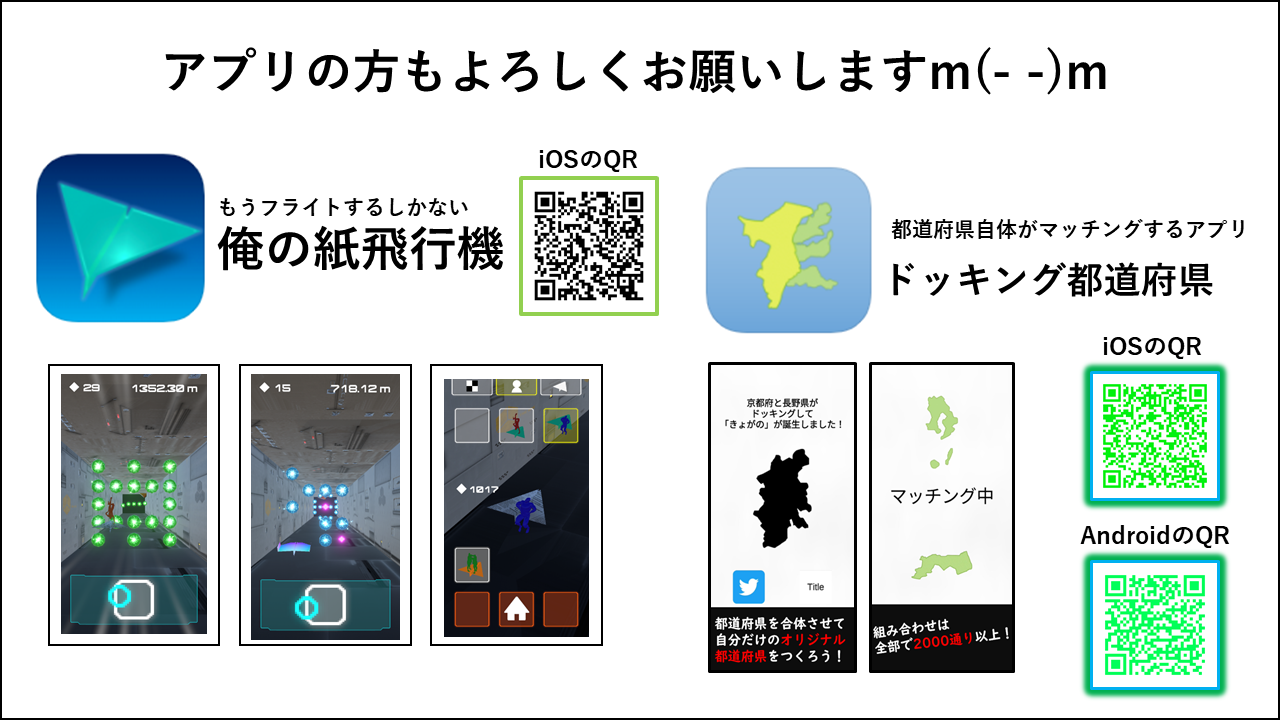 アプリの方もよろしくお願いしますm(- -)m
もうフライトするしかない
俺の紙飛行機
iOSのQR
都道府県自体がマッチングするアプリ
ドッキング都道府県
29
1352.30 m
15
718.12 m
1017
京都府と長野県が
ドッキングして
「きょがの」が誕生しました！
Title
都道府県を合体させて
自分だけのオリジナル
都道府県をつくろう！
マッチング中
組み合わせは
全部で2000通り以上！
iOSのQR
AndroidのQR